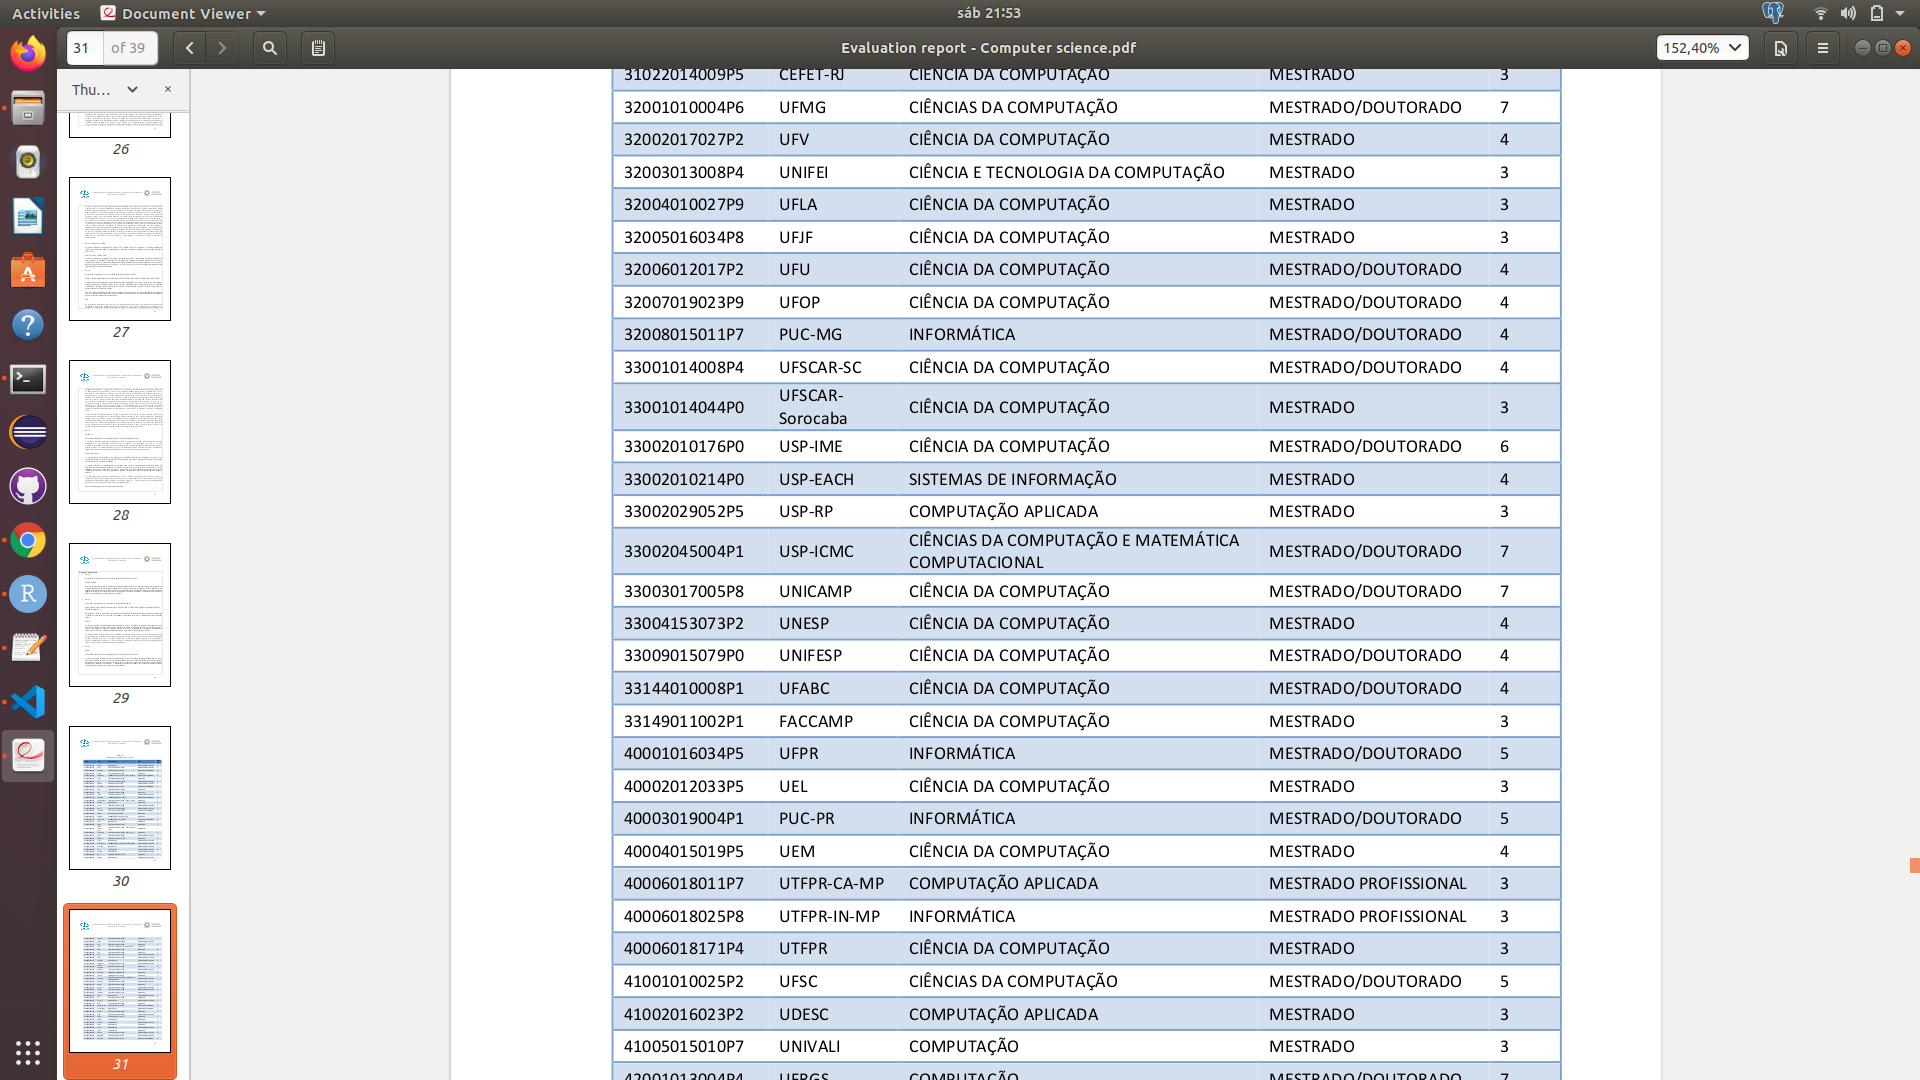 Activities Document Viewer sáb 21:53
31 of 39 Evaluation report - Computer science.pdf 152,40%
Thu... ×
26
27
28
29
30
31
31022014009P5 CEFET-RJ CIÊNCIA DA COMPUTAÇÃO MESTRADO 3
32001010004P6 UFMG CIÊNCIAS DA COMPUTAÇÃO MESTRADO/DOUTORADO 7
32002017027P2 UFV CIÊNCIA DA COMPUTAÇÃO MESTRADO 4
32003013008P4 UNIFEI CIÊNCIA E TECNOLOGIA DA COMPUTAÇÃO MESTRADO 3
32004010027P9 UFLA CIÊNCIA DA COMPUTAÇÃO MESTRADO 3
32005016034P8 UFJF CIÊNCIA DA COMPUTAÇÃO MESTRADO 3
32006012017P2 UFU CIÊNCIA DA COMPUTAÇÃO MESTRADO/DOUTORADO 4
32007019023P9 UFOP CIÊNCIA DA COMPUTAÇÃO MESTRADO/DOUTORADO 4
32008015011P7 PUC-MG INFORMÁTICA MESTRADO/DOUTORADO 4
33001014008P4 UFSCAR-SC CIÊNCIA DA COMPUTAÇÃO MESTRADO/DOUTORADO 4
33001014044P0 UFSCAR-
Sorocaba CIÊNCIA DA COMPUTAÇÃO MESTRADO 3
33002010176P0 USP-IME CIÊNCIA DA COMPUTAÇÃO MESTRADO/DOUTORADO 6
33002010214P0 USP-EACH SISTEMAS DE INFORMAÇÃO MESTRADO 4
33002029052P5 USP-RP COMPUTAÇÃO APLICADA MESTRADO 3
33002045004P1 USP-ICMC CIÊNCIAS DA COMPUTAÇÃO E MATEMÁTICA
COMPUTACIONAL MESTRADO/DOUTORADO 7
33003017005P8 UNICAMP CIÊNCIA DA COMPUTAÇÃO MESTRADO/DOUTORADO 7
33004153073P2 UNESP CIÊNCIA DA COMPUTAÇÃO MESTRADO 4
33009015079P0 UNIFESP CIÊNCIA DA COMPUTAÇÃO MESTRADO/DOUTORADO 4
33144010008P1 UFABC CIÊNCIA DA COMPUTAÇÃO MESTRADO/DOUTORADO 4
33149011002P1 FACCAMP CIÊNCIA DA COMPUTAÇÃO MESTRADO 3
40001016034P5 UFPR INFORMÁTICA MESTRADO/DOUTORADO 5
40002012033P5 UEL CIÊNCIA DA COMPUTAÇÃO MESTRADO 3
40003019004P1 PUC-PR INFORMÁTICA MESTRADO/DOUTORADO 5
40004015019P5 UEM CIÊNCIA DA COMPUTAÇÃO MESTRADO 4
40006018011P7 UTFPR-CA-MP COMPUTAÇÃO APLICADA MESTRADO PROFISSIONAL 3
40006018025P8 UTFPR-IN-MP INFORMÁTICA MESTRADO PROFISSIONAL 3
40006018171P4 UTFPR CIÊNCIA DA COMPUTAÇÃO MESTRADO 3
41001010025P2 UFSC CIÊNCIAS DA COMPUTAÇÃO MESTRADO/DOUTORADO 5
41002016023P2 UDESC COMPUTAÇÃO APLICADA MESTRADO 3
41005015010P7 UNIVALI COMPUTAÇÃO MESTRADO 3
42001013004P4 UFRGS COMPUTAÇÃO MESTRADO/DOUTORADO 7